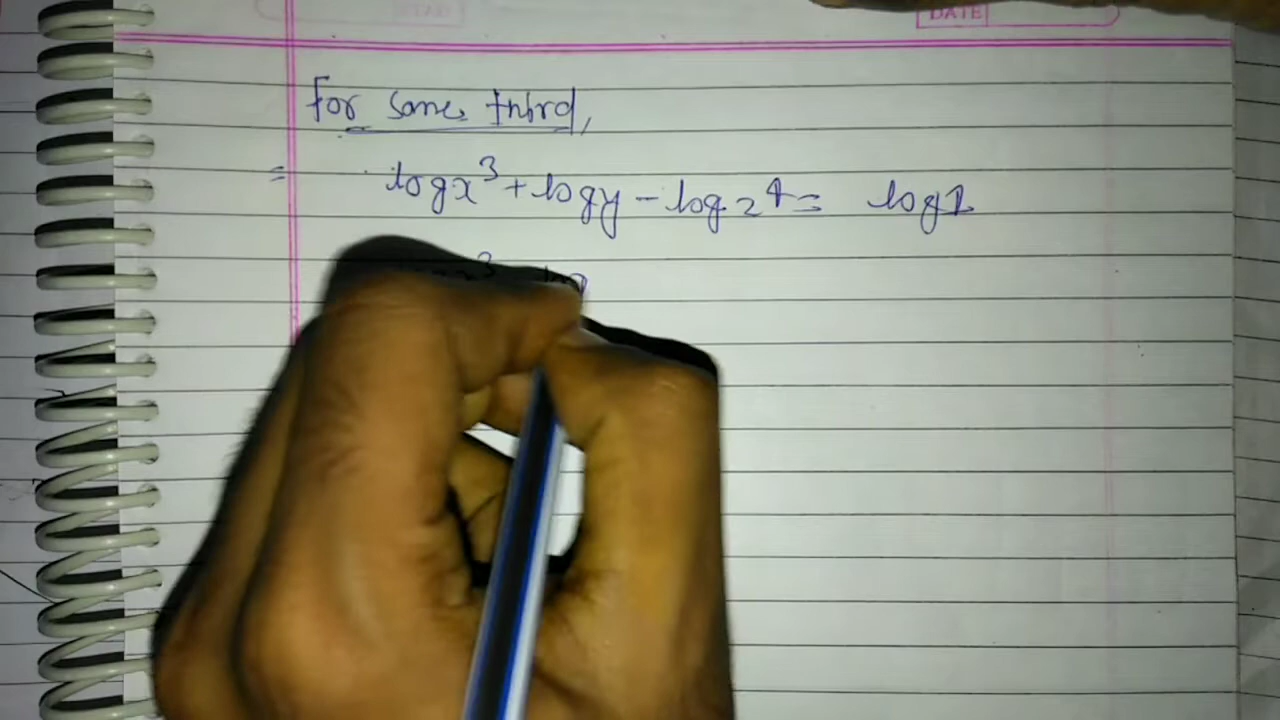 DATE
For some third,
= log x³ + log y - log z⁴ = log 1